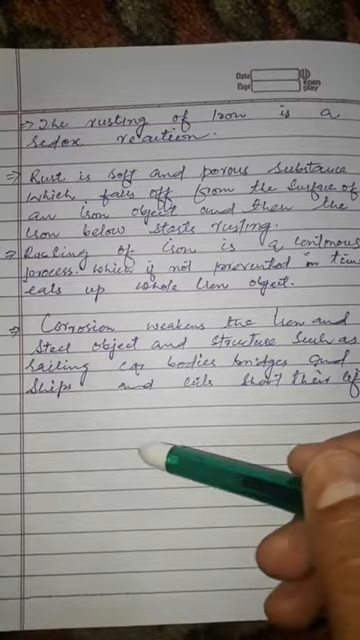 Date
Page
⇒ The rusting of Iron is a
redox reaction.
⇒ Rust is soft and porous substance
which falls off from the surface of
an iron object and then the
iron below starts rusting.
⇒ Rusting of iron is a continous
process which if not prevented in time
eats up whole iron object.
⇒ Corrosion weakens the iron and
steel object and structure such as
railing car bodies bridges and
ships and short their